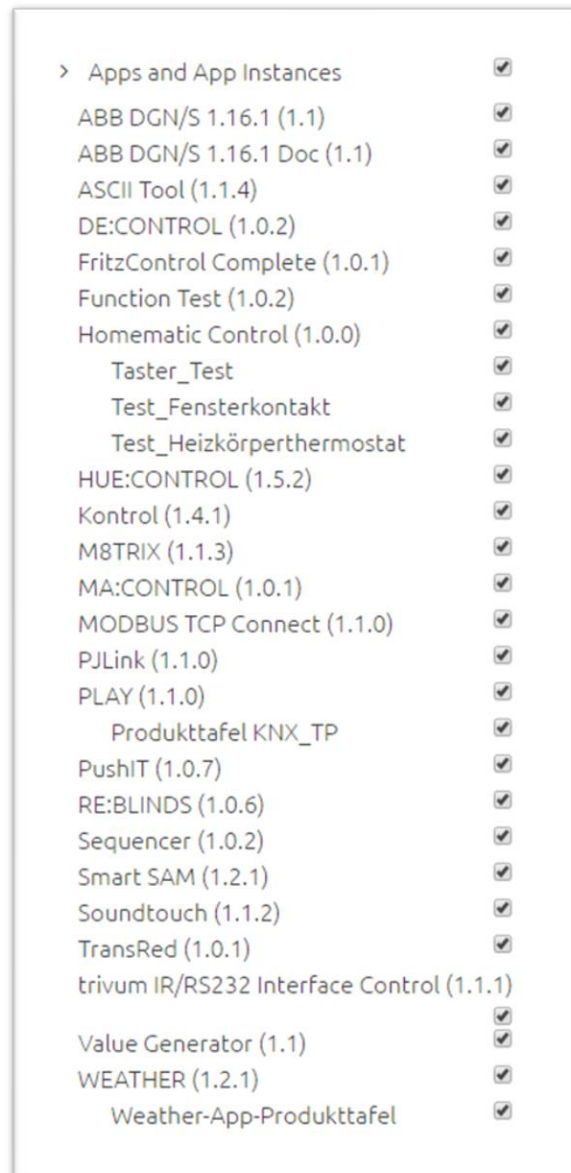 Apps and App Instances
ABB DGN/S 1.16.1 (1.1)
ABB DGN/S 1.16.1 Doc (1.1)
ASCII Tool (1.1.4)
DE:CONTROL (1.0.2)
FritzControl Complete (1.0.1)
Function Test (1.0.2)
Homematic Control (1.0.0)
Taster_Test
Test_Fensterkontakt
Test_Heizkörperthermostat
HUE:CONTROL (1.5.2)
Kontrol (1.4.1)
M8TRIX (1.1.3)
MA:CONTROL (1.0.1)
MODBUS TCP Connect (1.1.0)
PJLink (1.1.0)
PLAY (1.1.0)
Produkttafel KNX_TP
PushIT (1.0.7)
RE:BLINDS (1.0.6)
Sequencer (1.0.2)
Smart SAM (1.2.1)
Soundtouch (1.1.2)
TransRed (1.0.1)
trivum IR/RS232 Interface Control (1.1.1)
Value Generator (1.1)
WEATHER (1.2.1)
Weather-App-Produkttafel